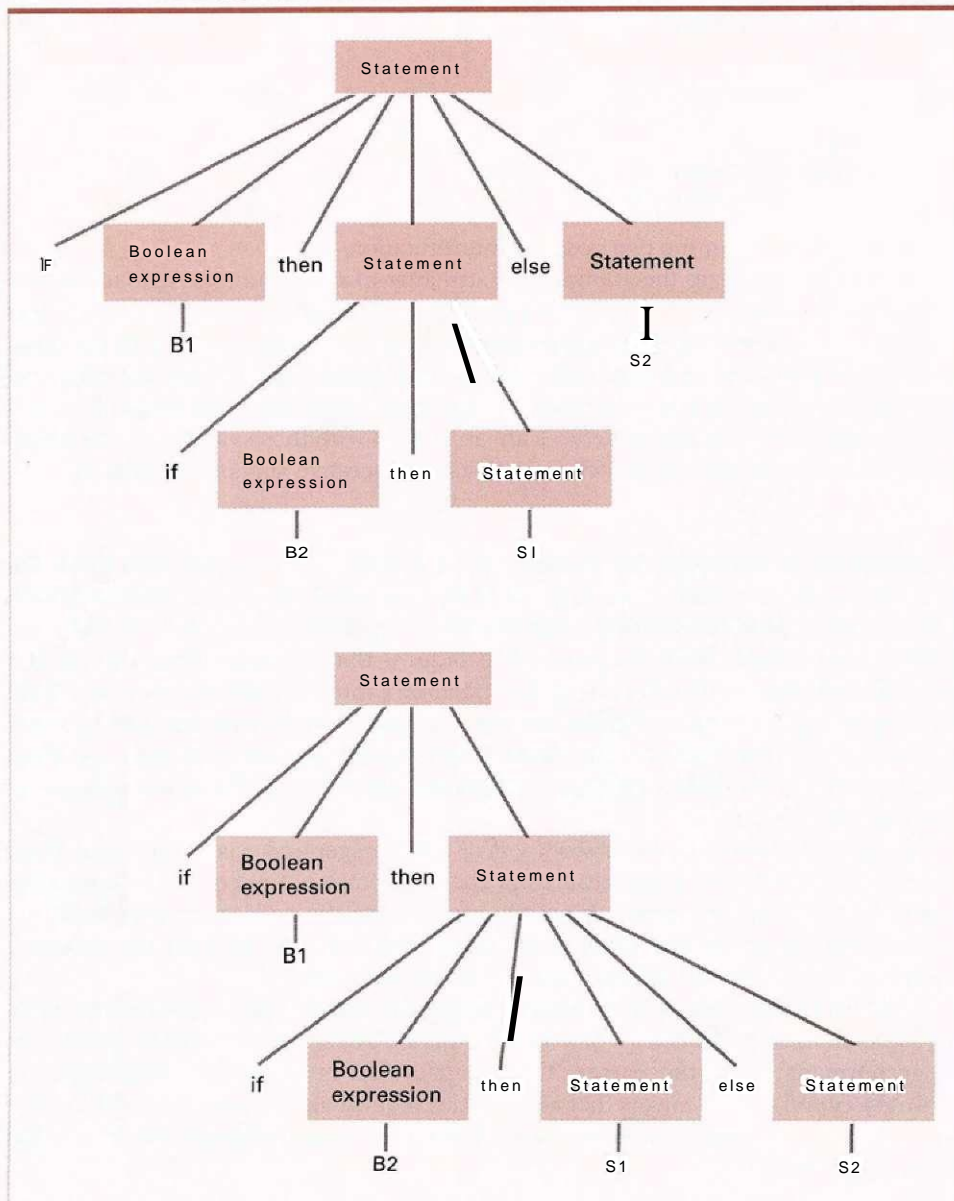 Statement
IF
Boolean
expression
then
Statement
else
Statement
B1
S2
if
Boolean
expression
then
Statement
B2
S1
Statement
if
Boolean
expression
then
Statement
B1
if
Boolean
expression
then
Statement
else
Statement
B2
S1
S2